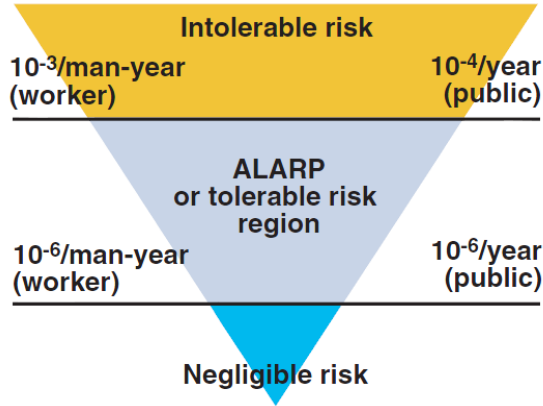 Intolerable risk
10⁻³/man-year
(worker)
10⁻⁴/year
(public)
ALARP
or tolerable risk
region
10⁻⁶/man-year
(worker)
10⁻⁶/year
(public)
Negligible risk